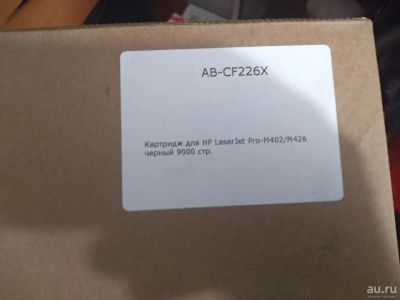 AB-CF226X
Картридж для HP LaserJet Pro-M402/M426
черный 9000 стр.
au.ru